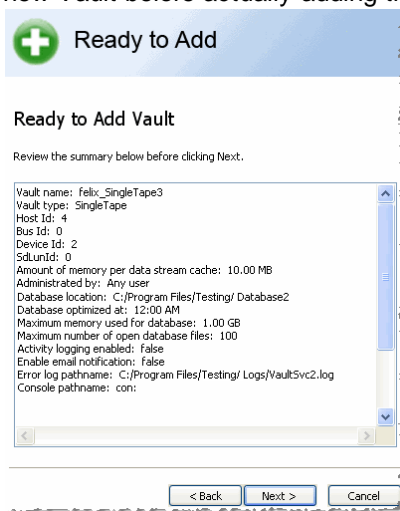 new Vault before actually adding t
Ready to Add
Ready to Add Vault
Review the summary below before clicking Next.
Vault name: felix_SingleTape3
Vault type: SingleTape
Host Id: 4
Bus Id: 0
Device Id: 2
SdLunId: 0
Amount of memory per data stream cache: 10.00 MB
Administrated by: Any user
Database location: C:/Program Files/Testing/ Database2
Database optimized at: 12:00 AM
Maximum memory used for database: 1.00 GB
Maximum number of open database files: 100
Activity logging enabled: false
Enable email notification: false
Error log pathname: C:/Program Files/Testing/ Logs/VaultSvc2.log
Console pathname: con:
< Back Next > Cancel